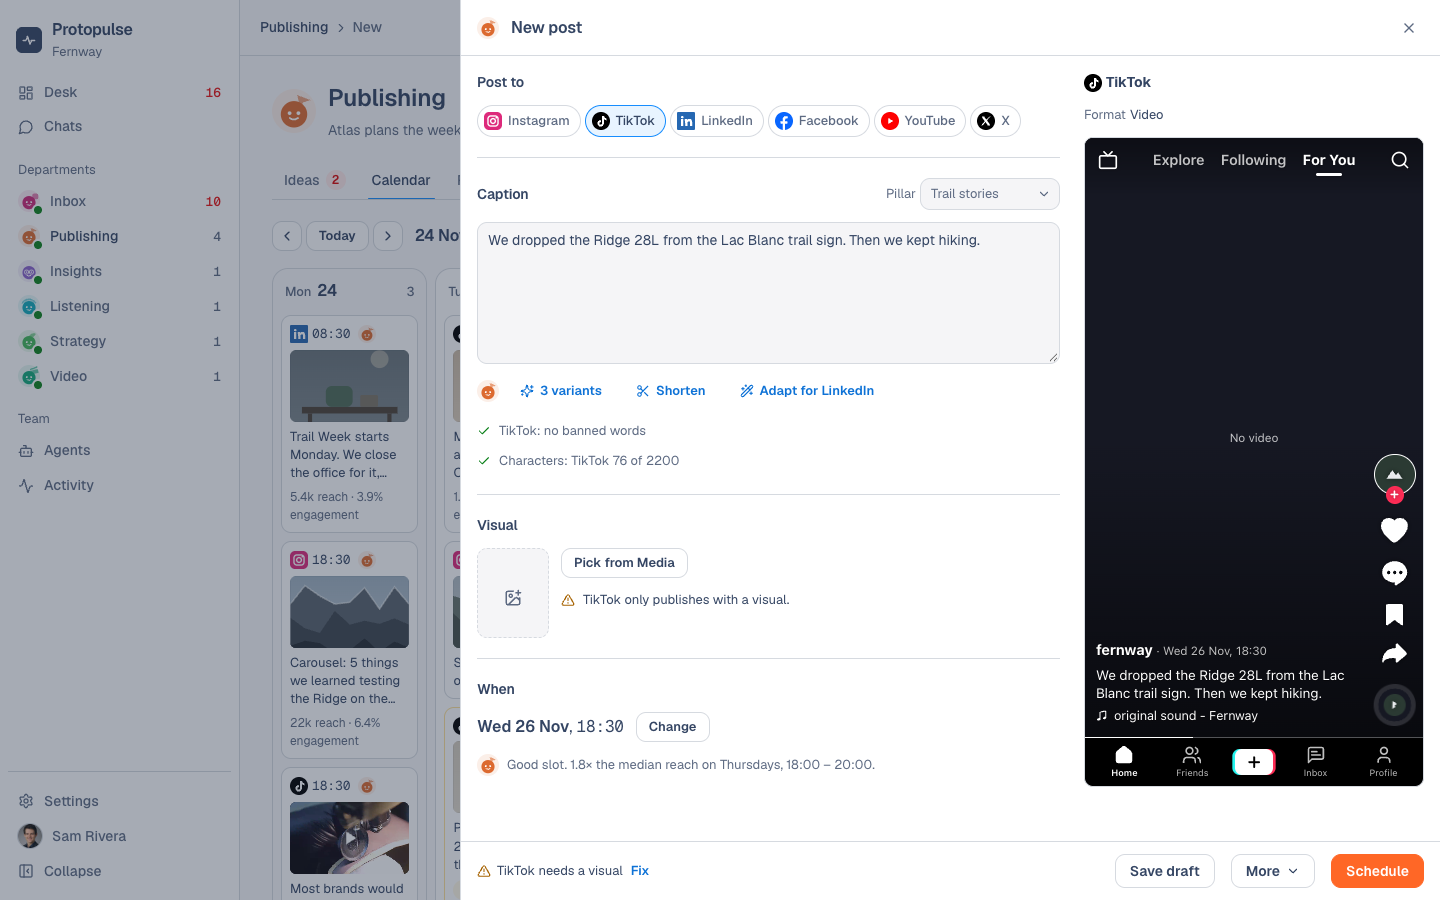 Protopulse
Fernway
Desk 16
Chats
Departments
Inbox 10
Publishing 4
Insights 1
Listening 1
Strategy 1
Video 1
Team
Agents
Activity
Settings
Sam Rivera
Collapse
Publishing > New
Publishing
Atlas plans the week
Ideas 2 Calendar
Today 24 Nov
Mon 24 3
08:30
Trail Week starts
Monday. We close
the office for it,...
5.4k reach · 3.9%
engagement
18:30
Carousel: 5 things
we learned testing
the Ridge on the...
22k reach · 6.4%
engagement
18:30
Most brands would
New post
Post to
Instagram TikTok LinkedIn Facebook YouTube X
Caption Pillar Trail stories
We dropped the Ridge 28L from the Lac Blanc trail sign. Then we kept hiking.
3 variants Shorten Adapt for LinkedIn
TikTok: no banned words
Characters: TikTok 76 of 2200
Visual
Pick from Media
TikTok only publishes with a visual.
When
Wed 26 Nov, 18:30 Change
Good slot. 1.8× the median reach on Thursdays, 18:00 – 20:00.
TikTok needs a visual Fix
Save draft More Schedule
TikTok
Format Video
Explore Following For You
No video
fernway · Wed 26 Nov, 18:30
We dropped the Ridge 28L from the Lac
Blanc trail sign. Then we kept hiking.
original sound - Fernway
Home Friends Inbox Profile